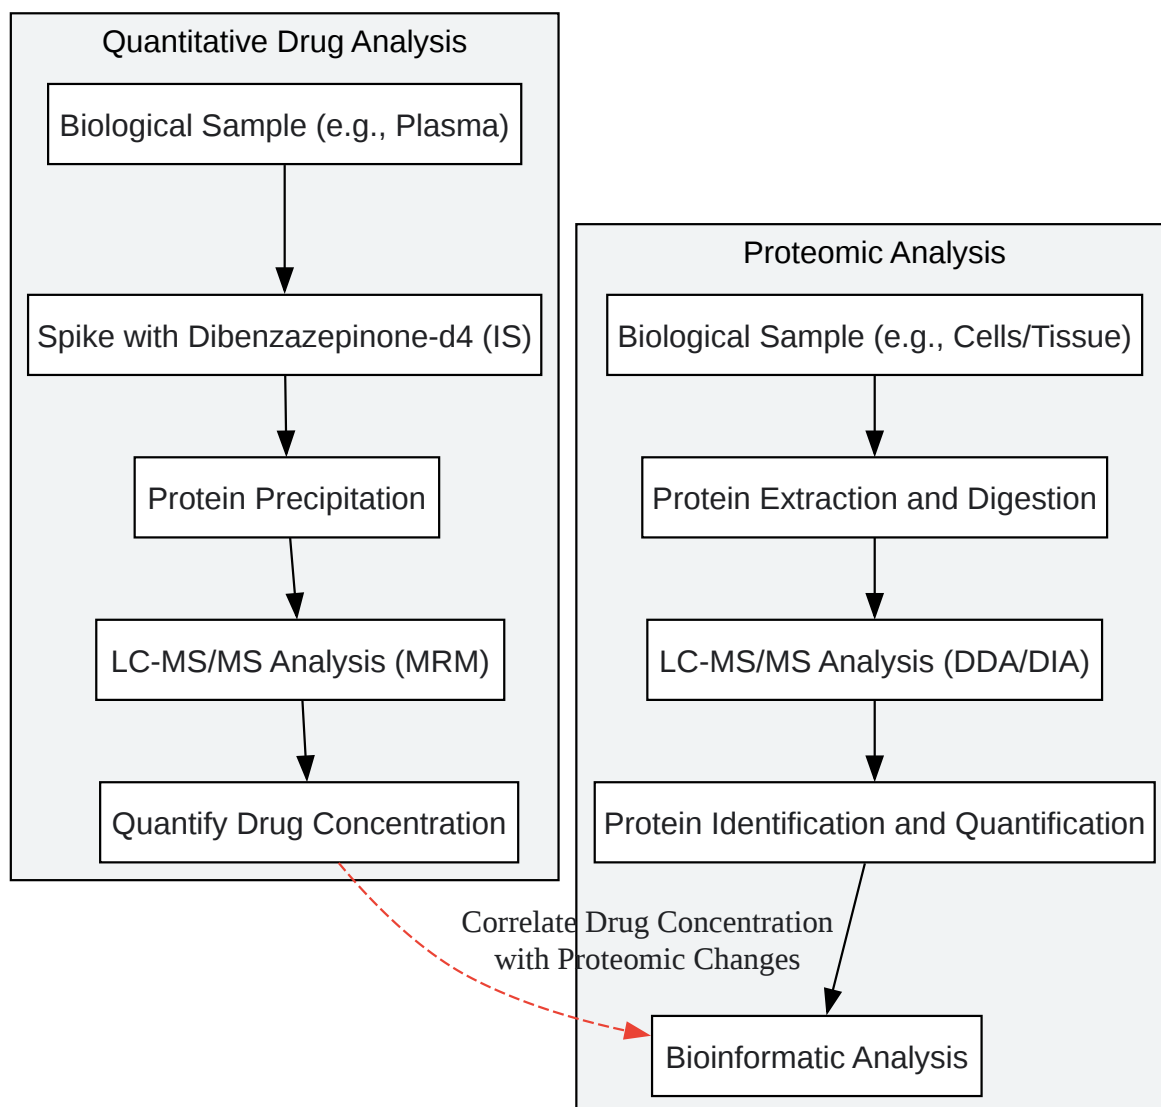 Quantitative Drug Analysis
Biological Sample (e.g., Plasma)
Spike with Dibenzazepinone-d4 (IS)
Protein Precipitation
LC-MS/MS Analysis (MRM)
Quantify Drug Concentration
Correlate Drug Concentration
with Proteomic Changes
Proteomic Analysis
Biological Sample (e.g., Cells/Tissue)
Protein Extraction and Digestion
LC-MS/MS Analysis (DDA/DIA)
Protein Identification and Quantification
Bioinformatic Analysis